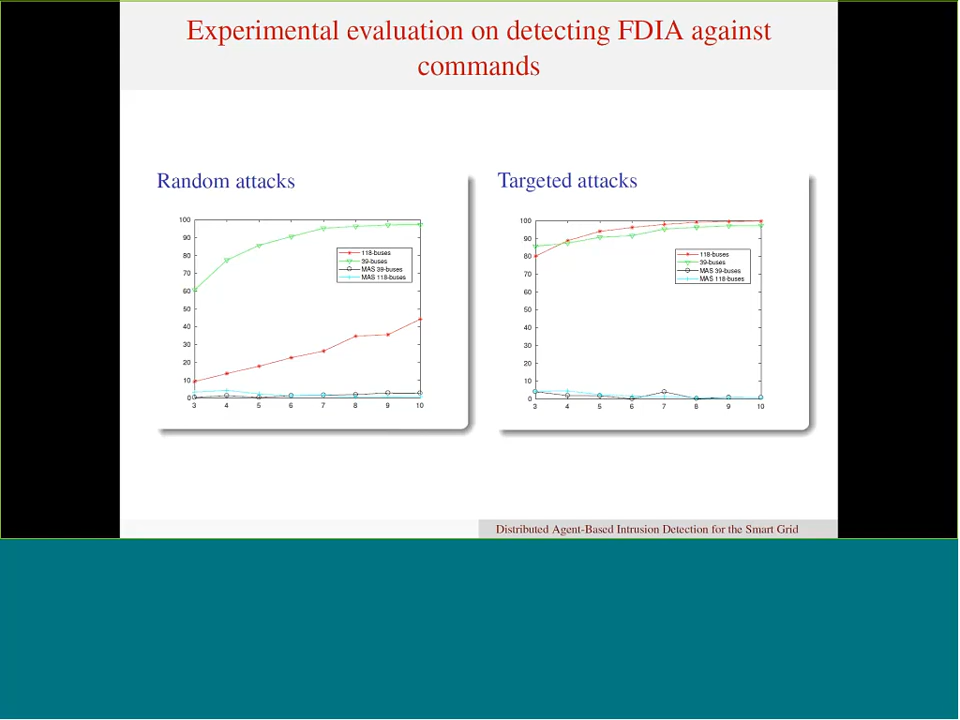 Experimental evaluation on detecting FDIA against
commands
Random attacks
100
90
80
70
60
50
40
30
20
10
0
3 4 5 6 7 8 9 10
118-buses
39-buses
MAS 39-buses
MAS 118-buses
Targeted attacks
100
90
80
70
60
50
40
30
20
10
0
3 4 5 6 7 8 9 10
118-buses
39-buses
MAS 39-buses
MAS 118-buses
Distributed Agent-Based Intrusion Detection for the Smart Grid